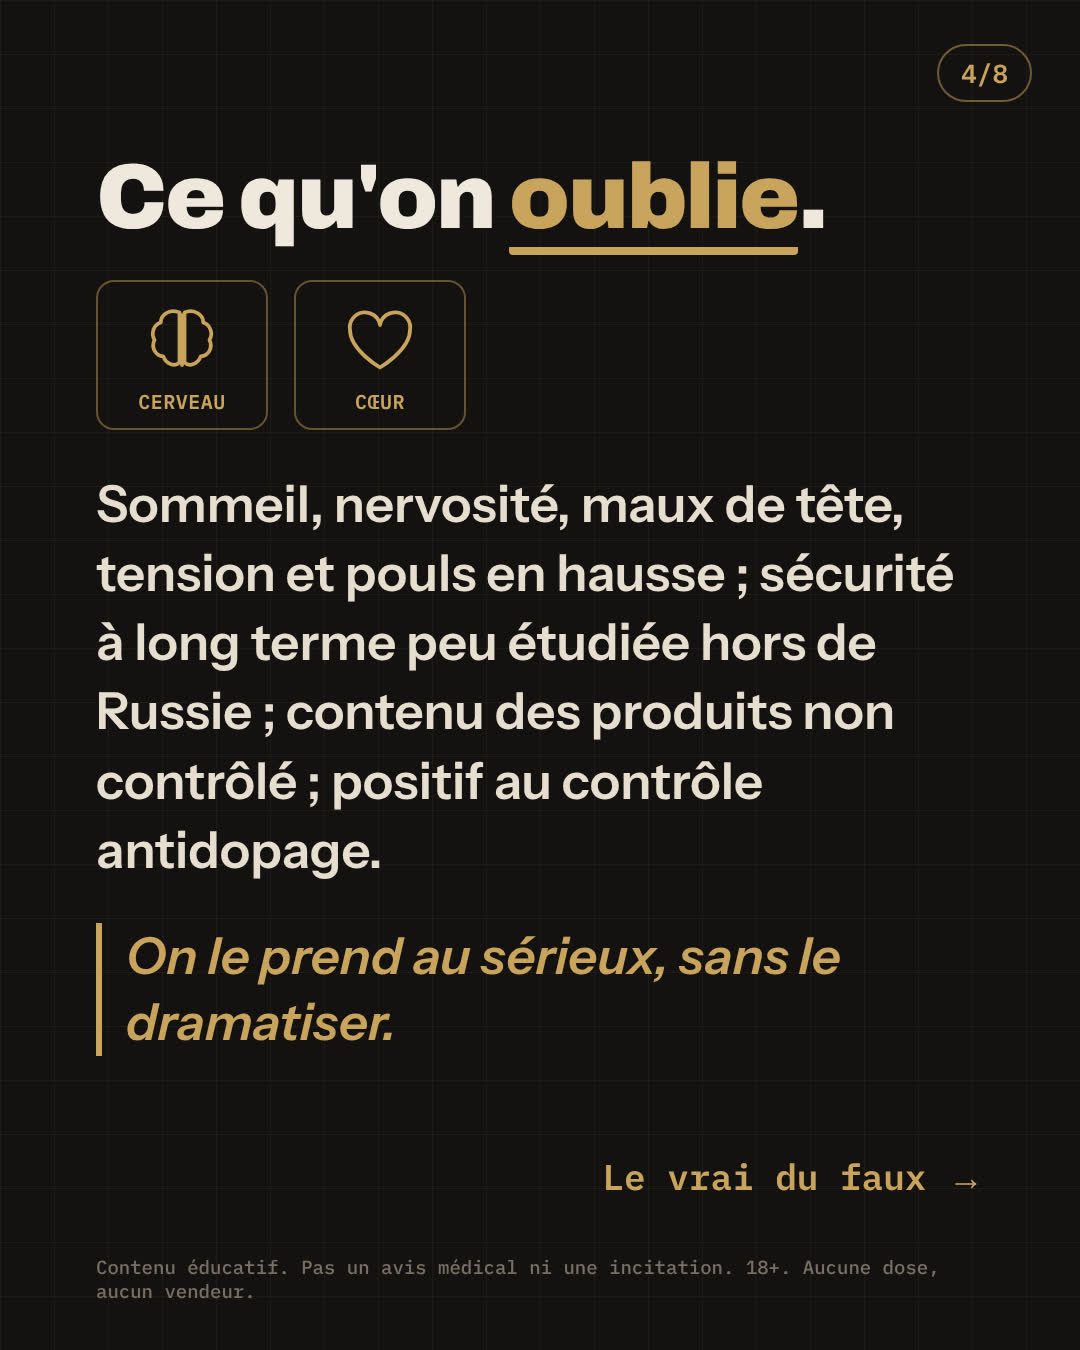 4/8
Ce qu'on oublie.
CERVEAU
CŒUR
Sommeil, nervosité, maux de tête,
tension et pouls en hausse ; sécurité
à long terme peu étudiée hors de
Russie ; contenu des produits non
contrôlé ; positif au contrôle
antidopage.
On le prend au sérieux, sans le
dramatiser.
Le vrai du faux →
Contenu éducatif. Pas un avis médical ni une incitation. 18+. Aucune dose,
aucun vendeur.